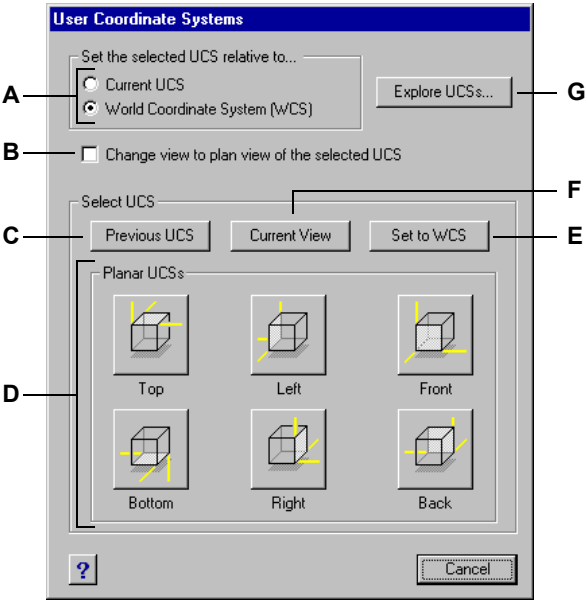 User Coordinate Systems
Set the selected UCS relative to...
A
Current UCS
World Coordinate System (WCS)
Explore UCSs...
G
B
Change view to plan view of the selected UCS
F
Select UCS
C
Previous UCS
Current View
Set to WCS
E
Planar UCSs
D
Top
Left
Front
Bottom
Right
Back
?
Cancel